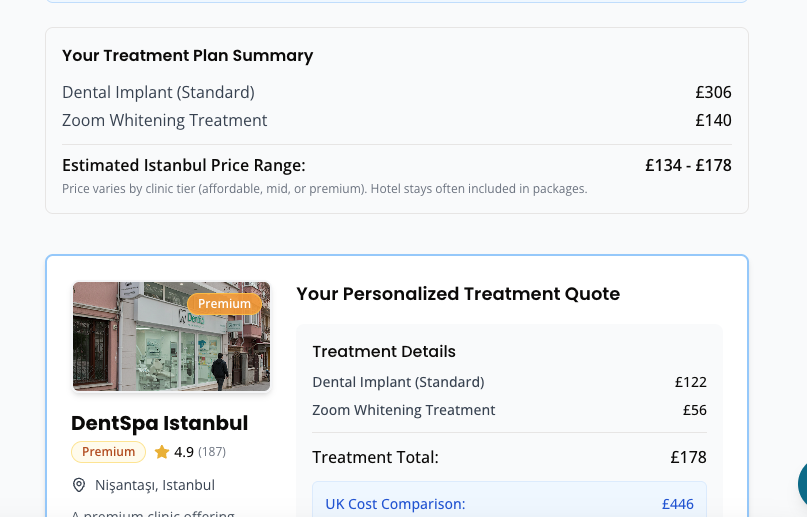 Your Treatment Plan Summary
Dental Implant (Standard) £306
Zoom Whitening Treatment £140
Estimated Istanbul Price Range: £134 - £178
Price varies by clinic tier (affordable, mid, or premium). Hotel stays often included in packages.
Premium
DentSpa Istanbul
Premium 4.9 (187)
Nişantaşı, Istanbul
A premium clinic offering
Your Personalized Treatment Quote
Treatment Details
Dental Implant (Standard) £122
Zoom Whitening Treatment £56
Treatment Total: £178
UK Cost Comparison: £446